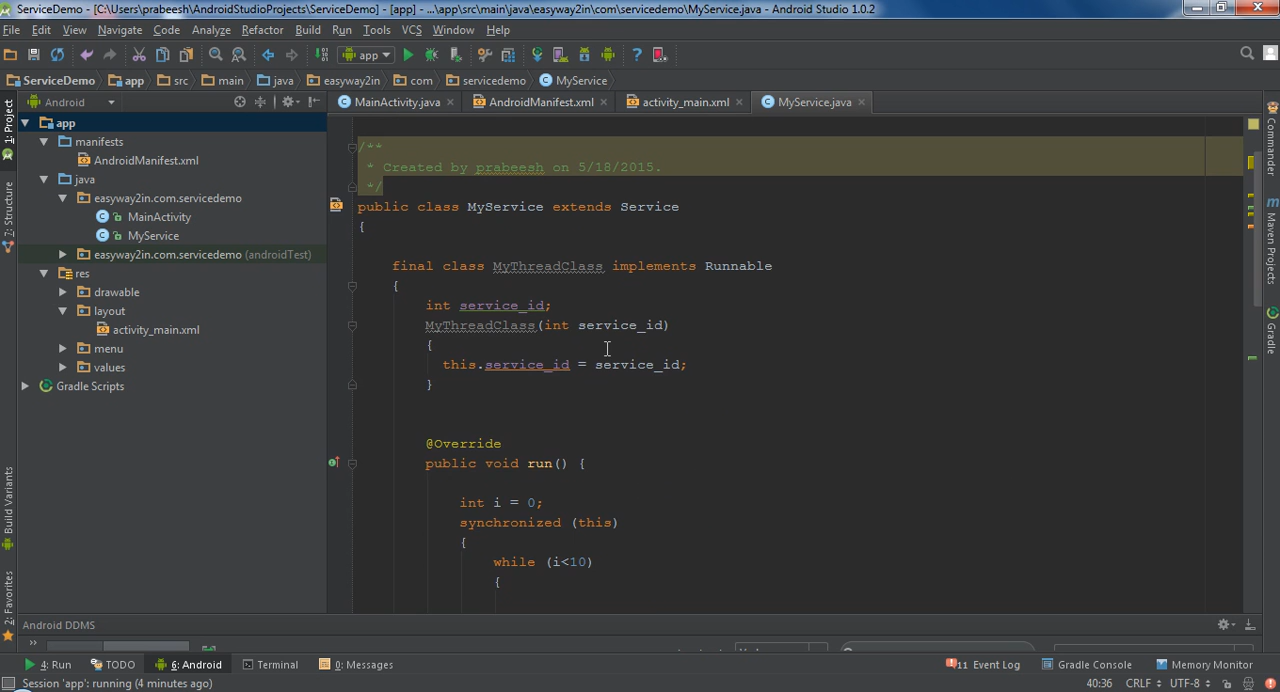 ServiceDemo - [C:\Users\prabeesh\AndroidStudioProjects\ServiceDemo] - [app] - ...\app\src\main\java\easyway2in\com\servicedemo\MyService.java - Android Studio 1.0.2
File Edit View Navigate Code Analyze Refactor Build Run Tools VCS Window Help
app
ServiceDemo app src main java easyway2in com servicedemo MyService
Android
MainActivity.java AndroidManifest.xml activity_main.xml MyService.java
1: Project
7: Structure
Build Variants
2: Favorites
app
manifests
AndroidManifest.xml
java
easyway2in.com.servicedemo
MainActivity
MyService
easyway2in.com.servicedemo (androidTest)
res
drawable
layout
activity_main.xml
menu
values
Gradle Scripts
/**
* Created by prabeesh on 5/18/2015.
*/
public class MyService extends Service
{
final class MyThreadClass implements Runnable
{
int service_id;
MyThreadClass(int service_id)
{
this.service_id = service_id;
}
@Override
public void run() {
int i = 0;
synchronized (this)
{
while (i<10)
{
Commander
Maven Projects
Gradle
Android DDMS
4: Run TODO 6: Android Terminal 0: Messages 11 Event Log Gradle Console Memory Monitor
Session 'app': running (4 minutes ago) 40:36 CRLF UTF-8